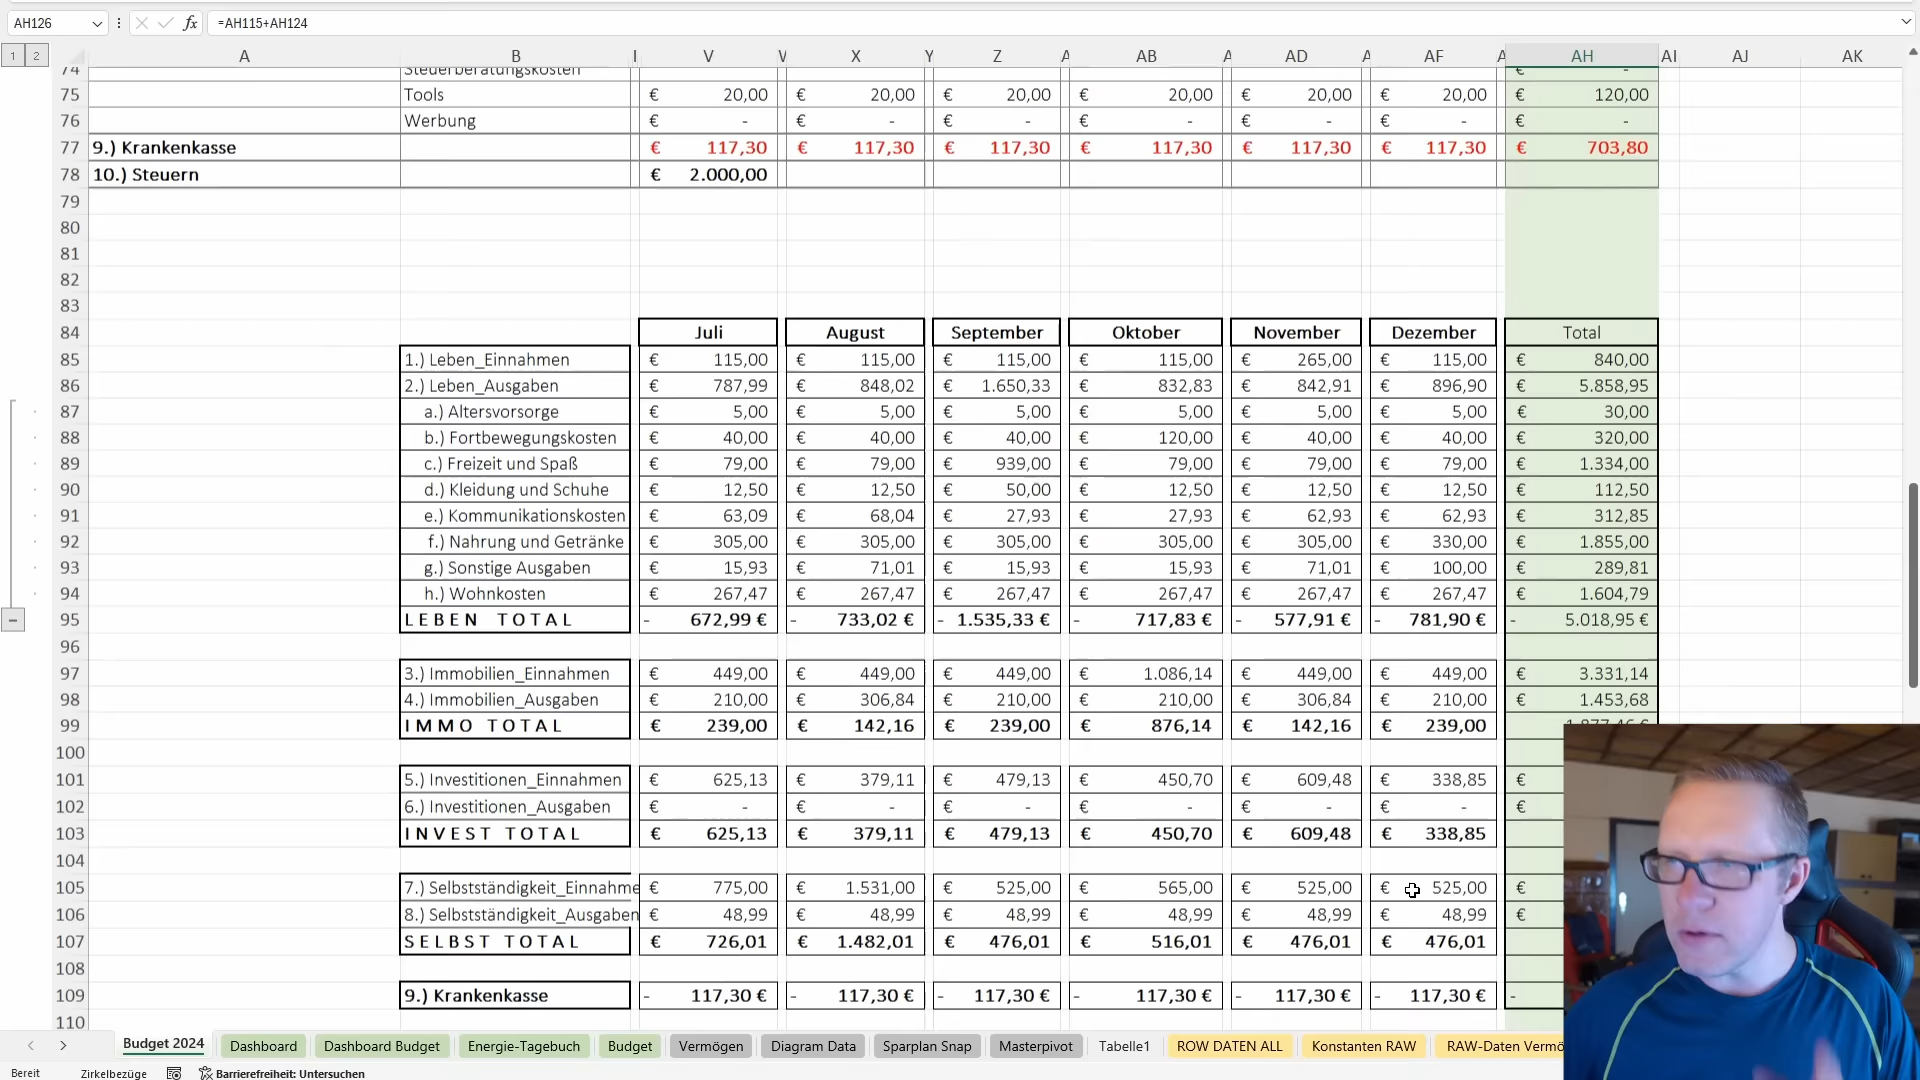 AH126 fx =AH115+AH124
1 2 A B I V W X Y Z A AB A AD A AF A AH AI AJ AK
74 Steuerberatungskosten € -
75 Tools € 20,00 € 20,00 € 20,00 € 20,00 € 20,00 € 20,00 € 120,00
76 Werbung € - € - € - € - € - € - € -
77 9.) Krankenkasse € 117,30 € 117,30 € 117,30 € 117,30 € 117,30 € 117,30 € 703,80
78 10.) Steuern € 2.000,00
79
80
81
82
83
84 Juli August September Oktober November Dezember Total
85 1.) Leben_Einnahmen € 115,00 € 115,00 € 115,00 € 115,00 € 265,00 € 115,00 € 840,00
86 2.) Leben_Ausgaben € 787,99 € 848,02 € 1.650,33 € 832,83 € 842,91 € 896,90 € 5.858,95
87 a.) Altersvorsorge € 5,00 € 5,00 € 5,00 € 5,00 € 5,00 € 5,00 € 30,00
88 b.) Fortbewegungskosten € 40,00 € 40,00 € 40,00 € 120,00 € 40,00 € 40,00 € 320,00
89 c.) Freizeit und Spaß € 79,00 € 79,00 € 939,00 € 79,00 € 79,00 € 79,00 € 1.334,00
90 d.) Kleidung und Schuhe € 12,50 € 12,50 € 50,00 € 12,50 € 12,50 € 12,50 € 112,50
91 e.) Kommunikationskosten € 63,09 € 68,04 € 27,93 € 27,93 € 62,93 € 62,93 € 312,85
92 f.) Nahrung und Getränke € 305,00 € 305,00 € 305,00 € 305,00 € 305,00 € 330,00 € 1.855,00
93 g.) Sonstige Ausgaben € 15,93 € 71,01 € 15,93 € 15,93 € 71,01 € 100,00 € 289,81
94 h.) Wohnkosten € 267,47 € 267,47 € 267,47 € 267,47 € 267,47 € 267,47 € 1.604,79
95 LEBEN TOTAL - 672,99 € - 733,02 € - 1.535,33 € - 717,83 € - 577,91 € - 781,90 € - 5.018,95 €
96
97 3.) Immobilien_Einnahmen € 449,00 € 449,00 € 449,00 € 1.086,14 € 449,00 € 449,00 € 3.331,14
98 4.) Immobilien_Ausgaben € 210,00 € 306,84 € 210,00 € 210,00 € 306,84 € 210,00 € 1.453,68
99 IMMO TOTAL € 239,00 € 142,16 € 239,00 € 876,14 € 142,16 € 239,00
100
101 5.) Investitionen_Einnahmen € 625,13 € 379,11 € 479,13 € 450,70 € 609,48 € 338,85 €
102 6.) Investitionen_Ausgaben € - € - € - € - € - € - €
103 INVEST TOTAL € 625,13 € 379,11 € 479,13 € 450,70 € 609,48 € 338,85
104
105 7.) Selbstständigkeit_Einnahme € 775,00 € 1.531,00 € 525,00 € 565,00 € 525,00 € 525,00 €
106 8.) Selbstständigkeit_Ausgaben € 48,99 € 48,99 € 48,99 € 48,99 € 48,99 € 48,99 €
107 SELBST TOTAL € 726,01 € 1.482,01 € 476,01 € 516,01 € 476,01 € 476,01
108
109 9.) Krankenkasse - 117,30 € - 117,30 € - 117,30 € - 117,30 € - 117,30 € - 117,30 € -
110
Budget 2024 Dashboard Dashboard Budget Energie-Tagebuch Budget Vermögen Diagram Data Sparplan Snap Masterpivot Tabelle1 ROW DATEN ALL Konstanten RAW RAW-Daten Vermö
Bereit Zirkelbezüge Barrierefreiheit: Untersuchen